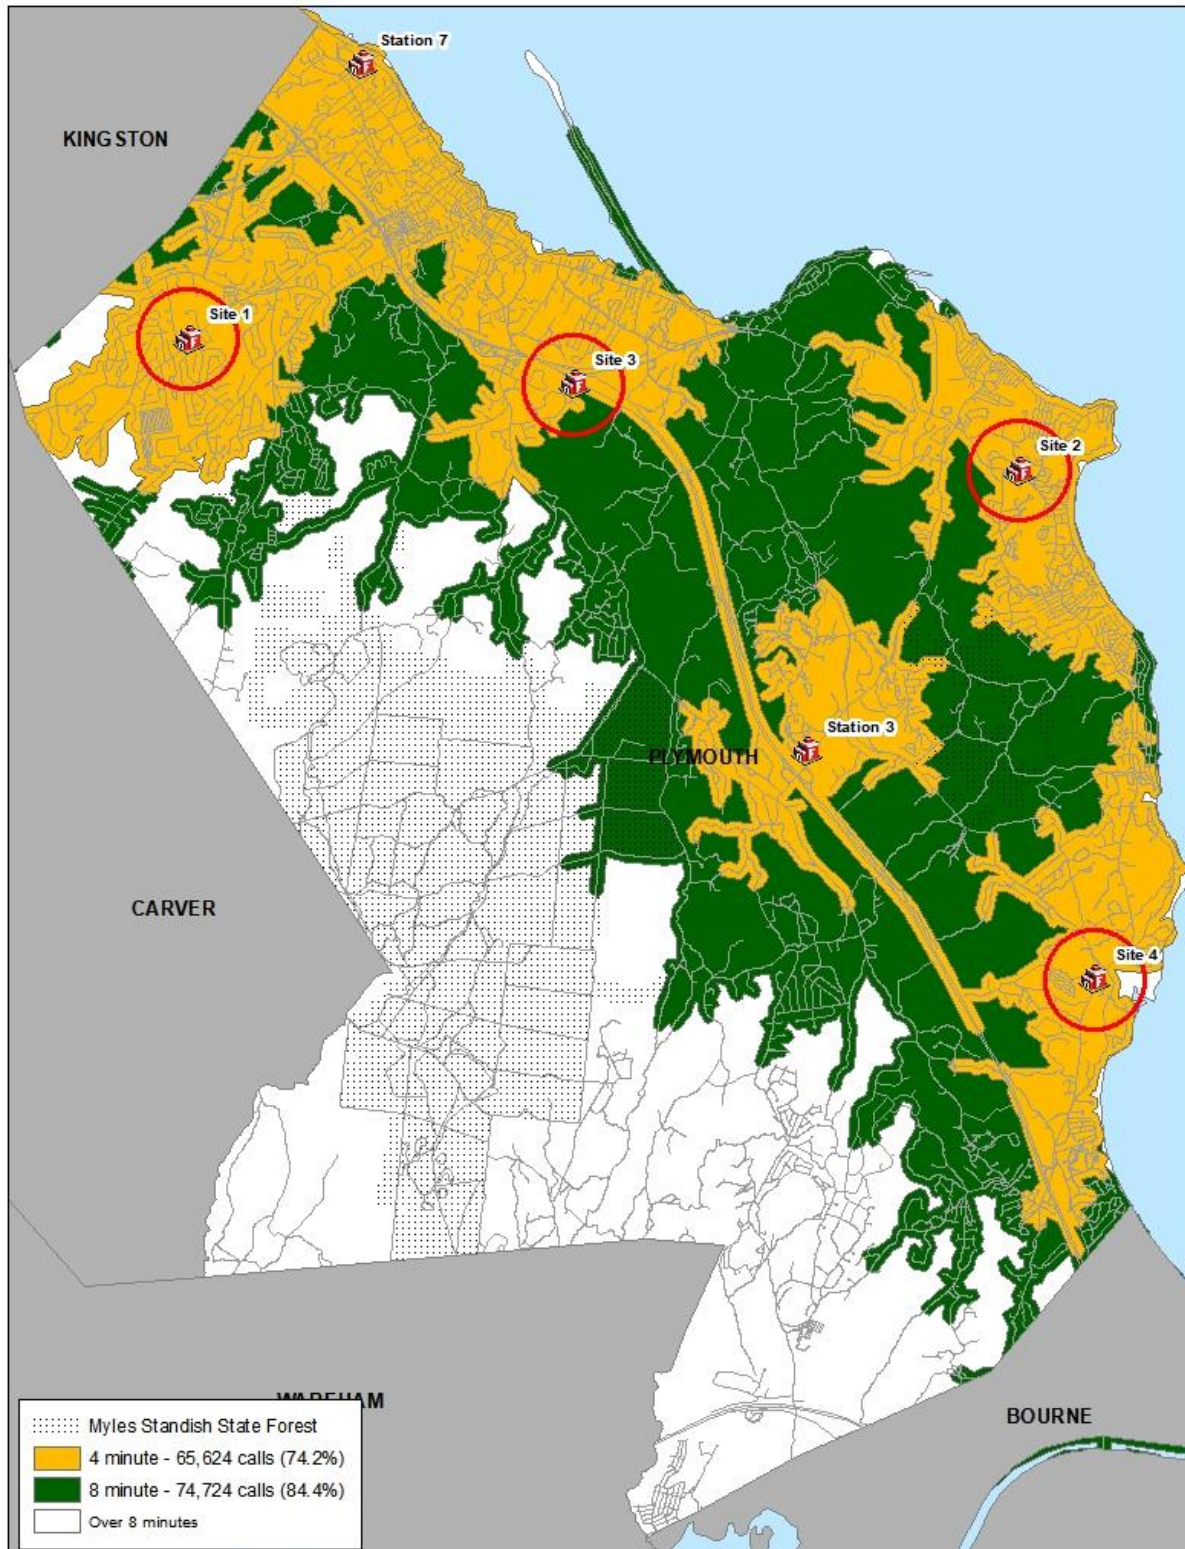 Station 7
KINGSTON
Site 1
Site 3
Site 2
Station 3
PLYMOUTH
CARVER
Site 4
WAREHAM
BOURNE
Myles Standish State Forest
4 minute - 65,624 calls (74.2%)
8 minute - 74,724 calls (84.4%)
Over 8 minutes